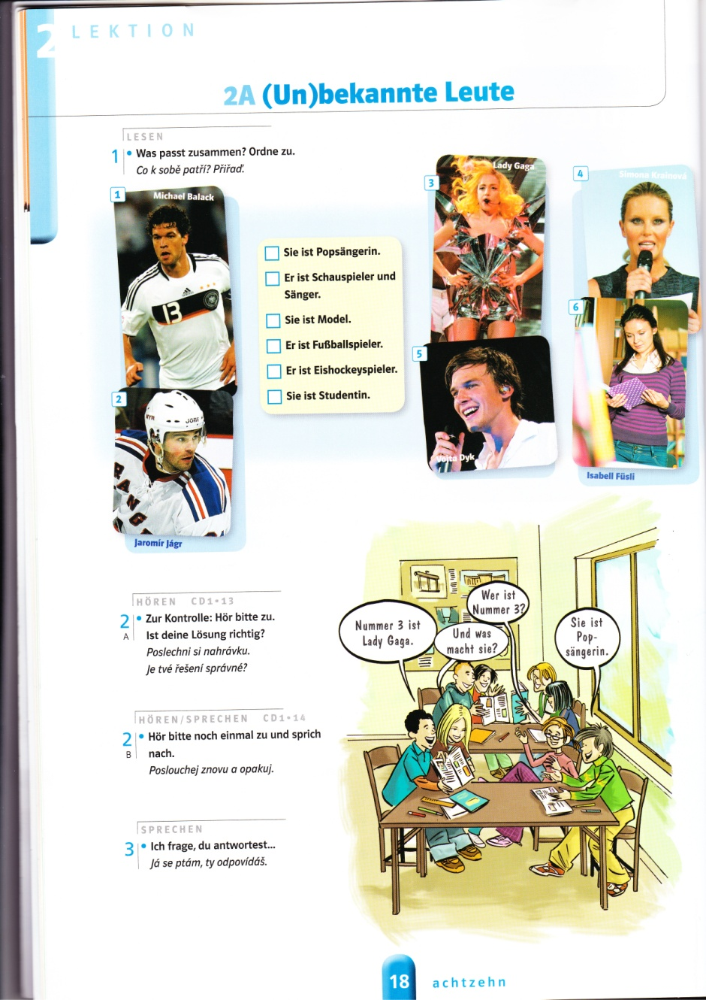 2 LEKTION
2A (Un)bekannte Leute
LESEN
1 • Was passt zusammen? Ordne zu.
Co k sobě patří? Přiřaď.
1
Michael Balack
13
2
RANG
JOFA
Jaromír Jágr
Sie ist Popsängerin.
Er ist Schauspieler und
Sänger.
Sie ist Model.
Er ist Fußballspieler.
Er ist Eishockeyspieler.
Sie ist Studentin.
3
Lady Gaga
4
Simona Krainová
5
Vojta Dyk
6
Isabell Füsli
HÖREN CD1•13
2 • Zur Kontrolle: Hör bitte zu.
A Ist deine Lösung richtig?
Poslechni si nahrávku.
Je tvé řešení správné?
HÖREN/SPRECHEN CD1•14
2 • Hör bitte noch einmal zu und sprich
B nach.
Poslouchej znovu a opakuj.
SPRECHEN
3 • Ich frage, du antwortest...
Já se ptám, ty odpovídáš.
Wer ist
Nummer 3?
Nummer 3 ist
Lady Gaga.
Und was
macht sie?
Sie ist
Pop-
sängerin.
18 achtzehn